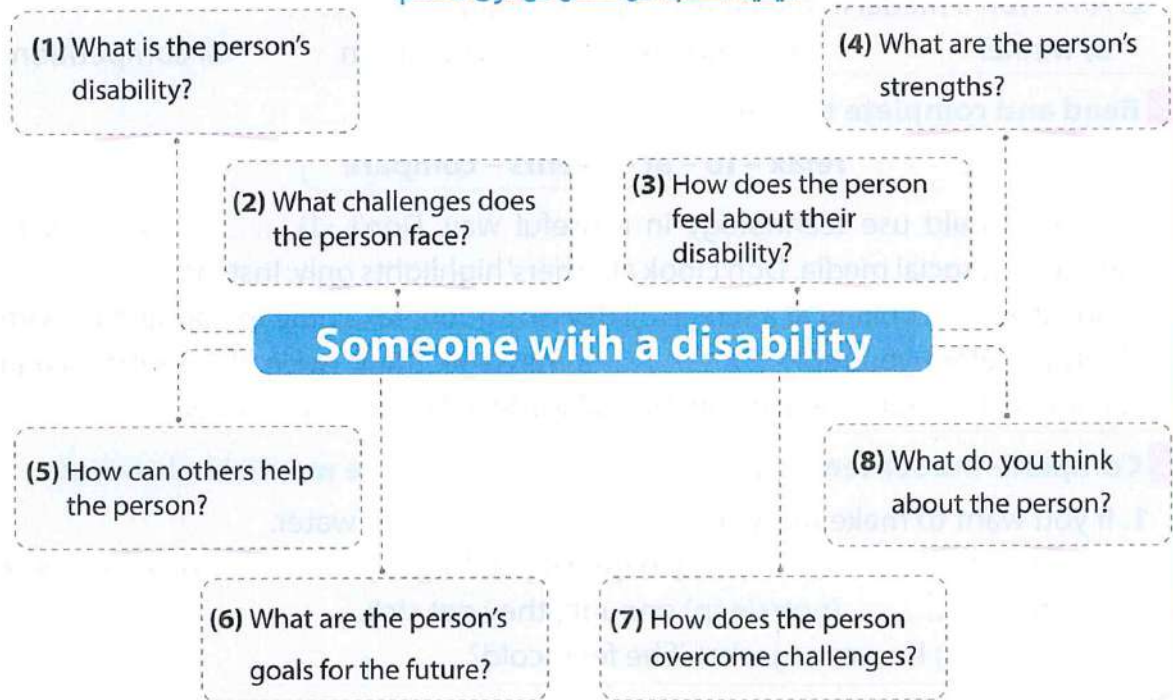 (1) What is the person's
disability?
(4) What are the person's
strengths?
(2) What challenges does
the person face?
(3) How does the person
feel about their
disability?
Someone with a disability
(5) How can others help
the person?
(8) What do you think
about the person?
(6) What are the person's
goals for the future?
(7) How does the person
overcome challenges?